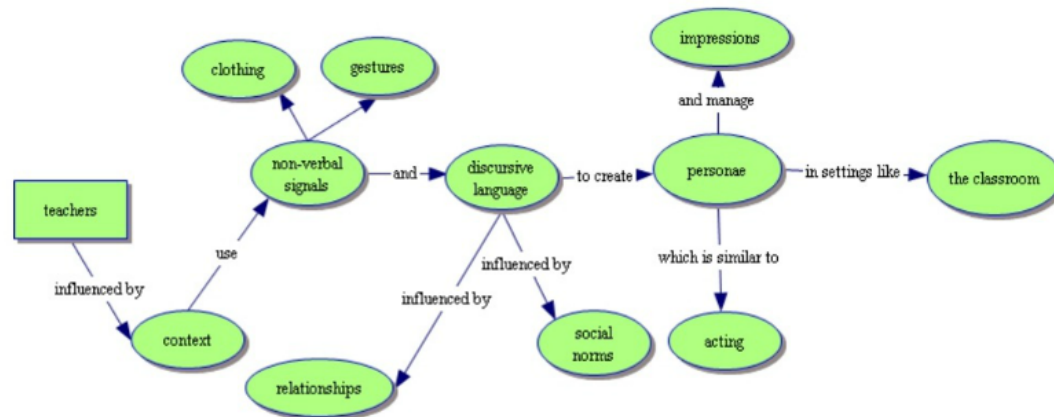 impressions
clothing
gestures
and manage
non-verbal
signals
and
discursive
language
to create
personae
in settings like
the classroom
teachers
use
which is similar to
influenced by
influenced by
influenced by
context
social
norms
acting
relationships